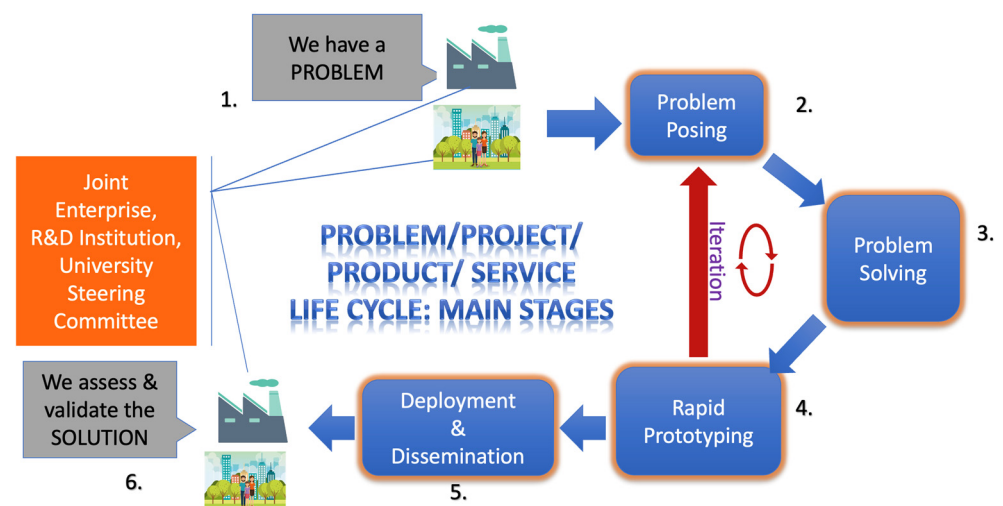 We have a
PROBLEM
1.
Problem
Posing
2.
Joint
Enterprise,
R&D Institution,
University
Steering
Committee
PROBLEM/PROJECT/
PRODUCT/ SERVICE
LIFE CYCLE: MAIN STAGES
Iteration
Problem
Solving
3.
We assess &
validate the
SOLUTION
6.
Deployment
&
Dissemination
5.
Rapid
Prototyping
4.